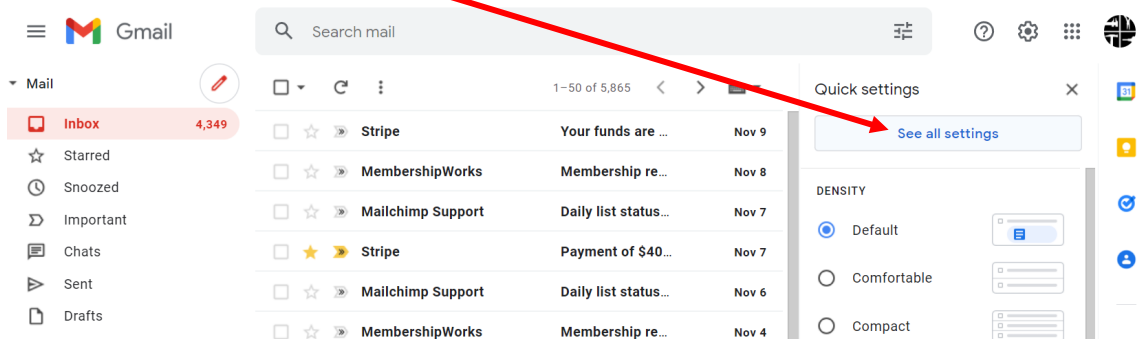 Gmail
Search mail
Mail
1–50 of 5,865
Quick settings
31
Inbox 4,349
Stripe Your funds are ... Nov 9
See all settings
Starred
Snoozed
MembershipWorks Membership re... Nov 8
DENSITY
Important
Mailchimp Support Daily list status... Nov 7
Default
Chats
Stripe Payment of $40... Nov 7
Comfortable
Sent
Mailchimp Support Daily list status... Nov 6
Drafts
MembershipWorks Membership re... Nov 4
Compact